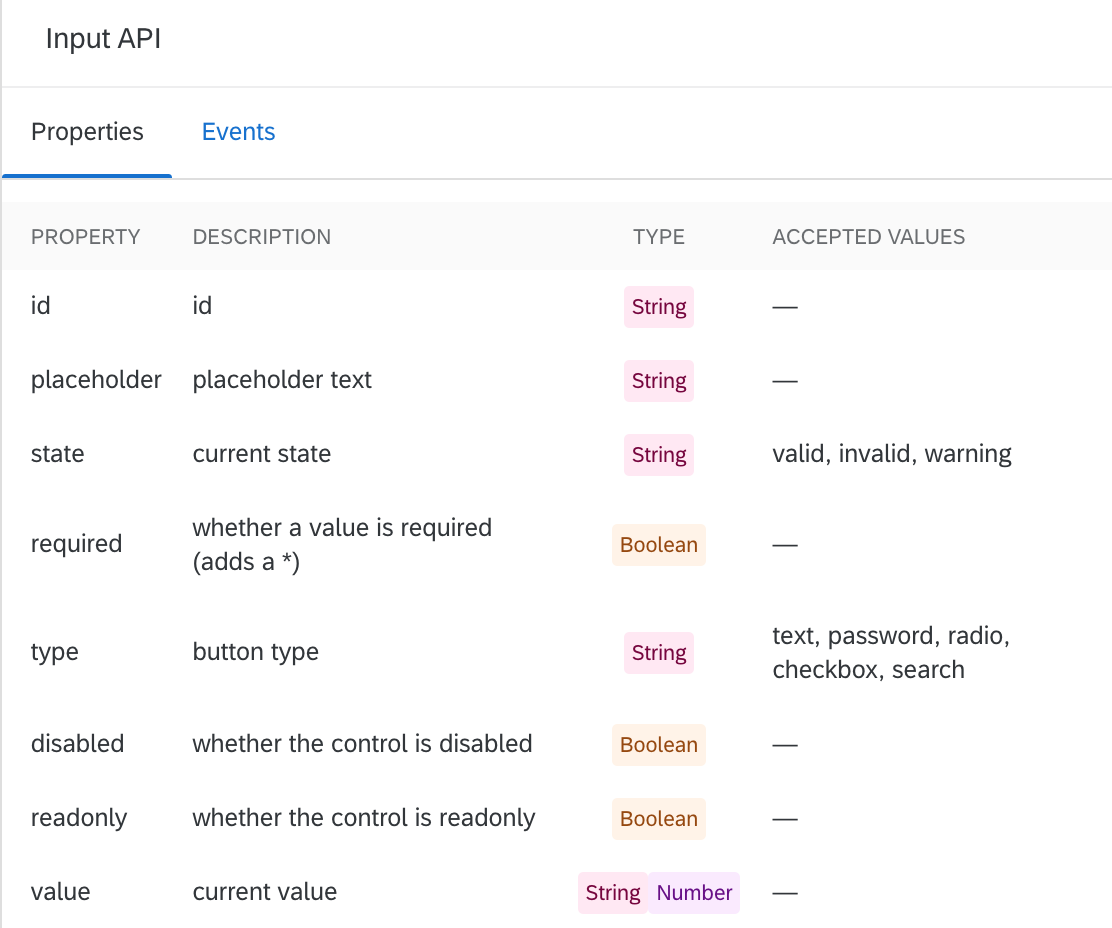 Input API
Properties Events
PROPERTY DESCRIPTION TYPE ACCEPTED VALUES
id id String —
placeholder placeholder text String —
state current state String valid, invalid, warning
required whether a value is required (adds a *) Boolean —
type button type String text, password, radio, checkbox, search
disabled whether the control is disabled Boolean —
readonly whether the control is readonly Boolean —
value current value String Number —